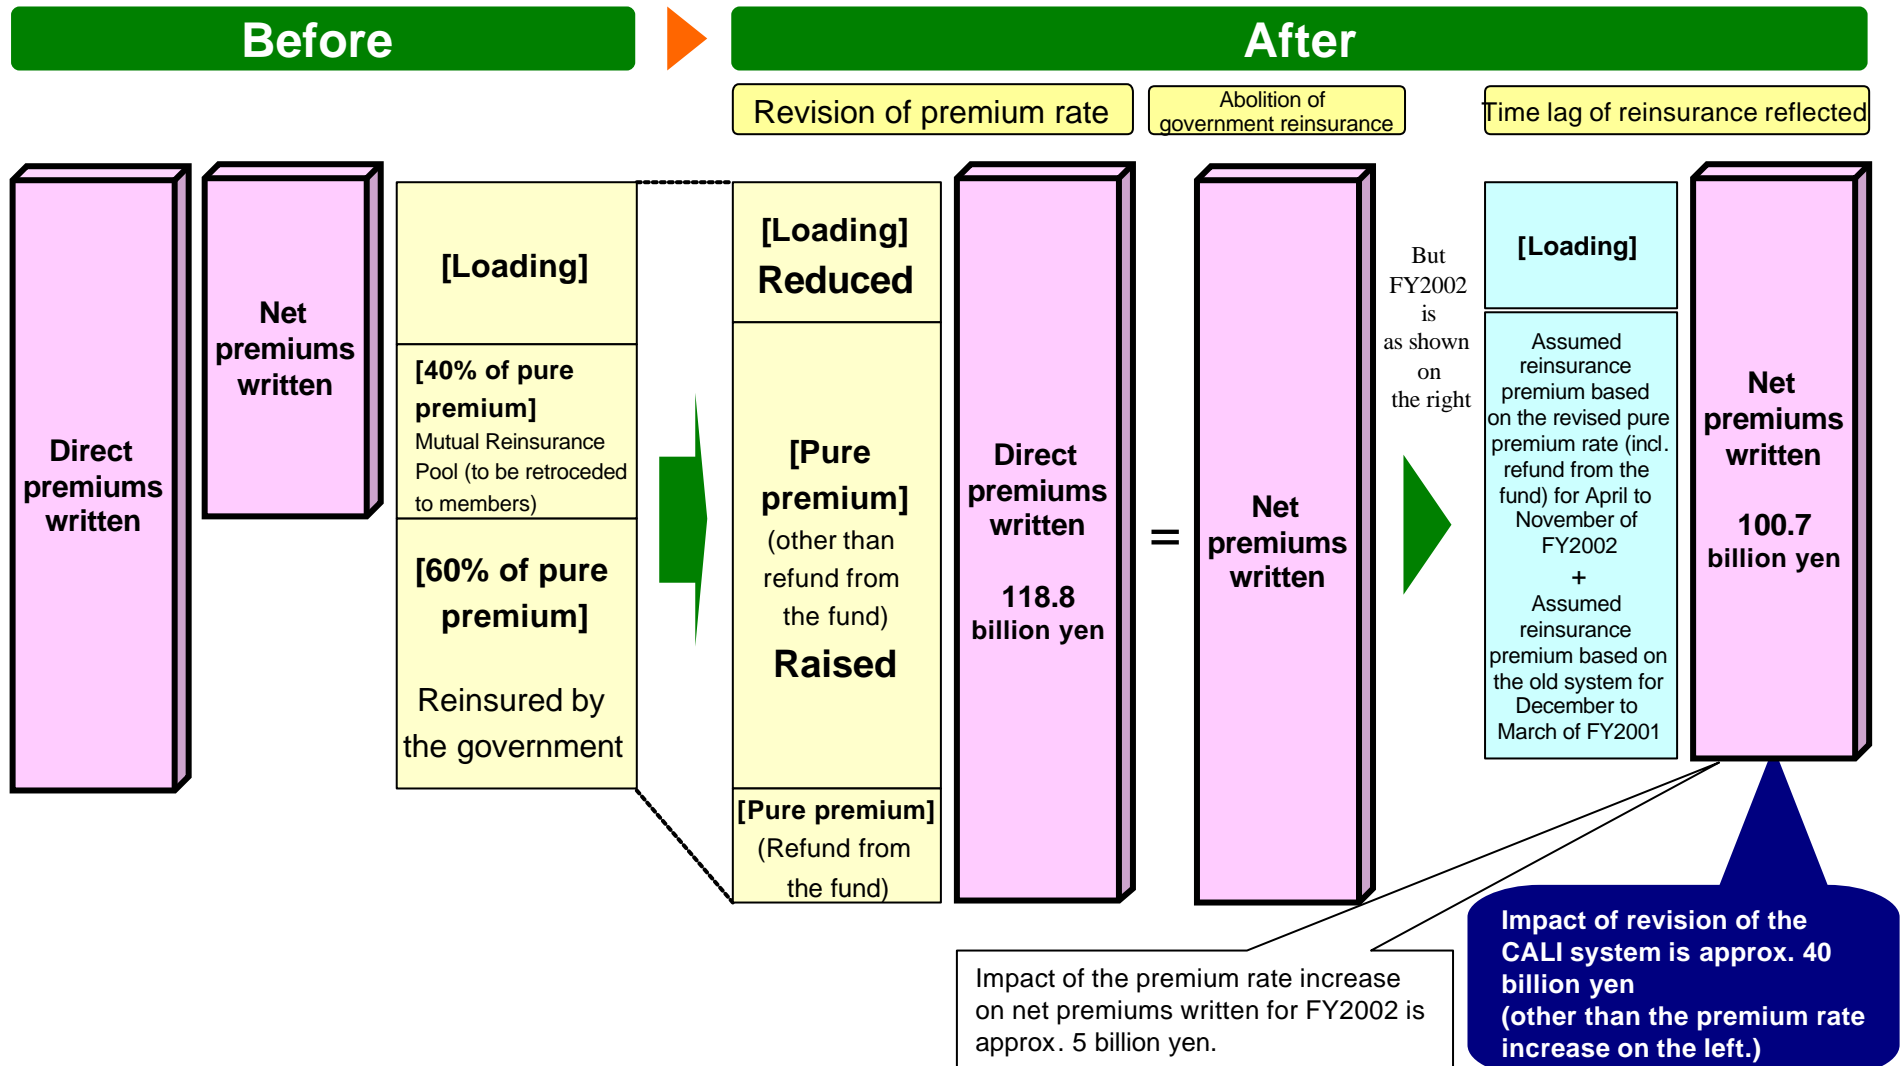 Before
After
Revision of premium rate
Abolition of
government reinsurance
Time lag of reinsurance reflected
Direct
premiums
written
Net
premiums
written
[Loading]
[40% of pure
premium]
Mutual Reinsurance
Pool (to be retroceded
to members)
[60% of pure
premium]
Reinsured by
the government
[Loading]
Reduced
[Pure
premium]
(other than
refund from
the fund)
Raised
[Pure premium]
(Refund from
the fund)
Direct
premiums
written
118.8
billion yen
=
Net
premiums
written
But
FY2002
is
as shown
on
the right
[Loading]
Assumed
reinsurance
premium based
on the revised pure
premium rate (incl.
refund from the
fund) for April to
November of
FY2002
+
Assumed
reinsurance
premium based on
the old system for
December to
March of FY2001
Net
premiums
written
100.7
billion yen
Impact of the premium rate increase
on net premiums written for FY2002 is
approx. 5 billion yen.
Impact of revision of the
CALI system is approx. 40
billion yen
(other than the premium rate
increase on the left.)